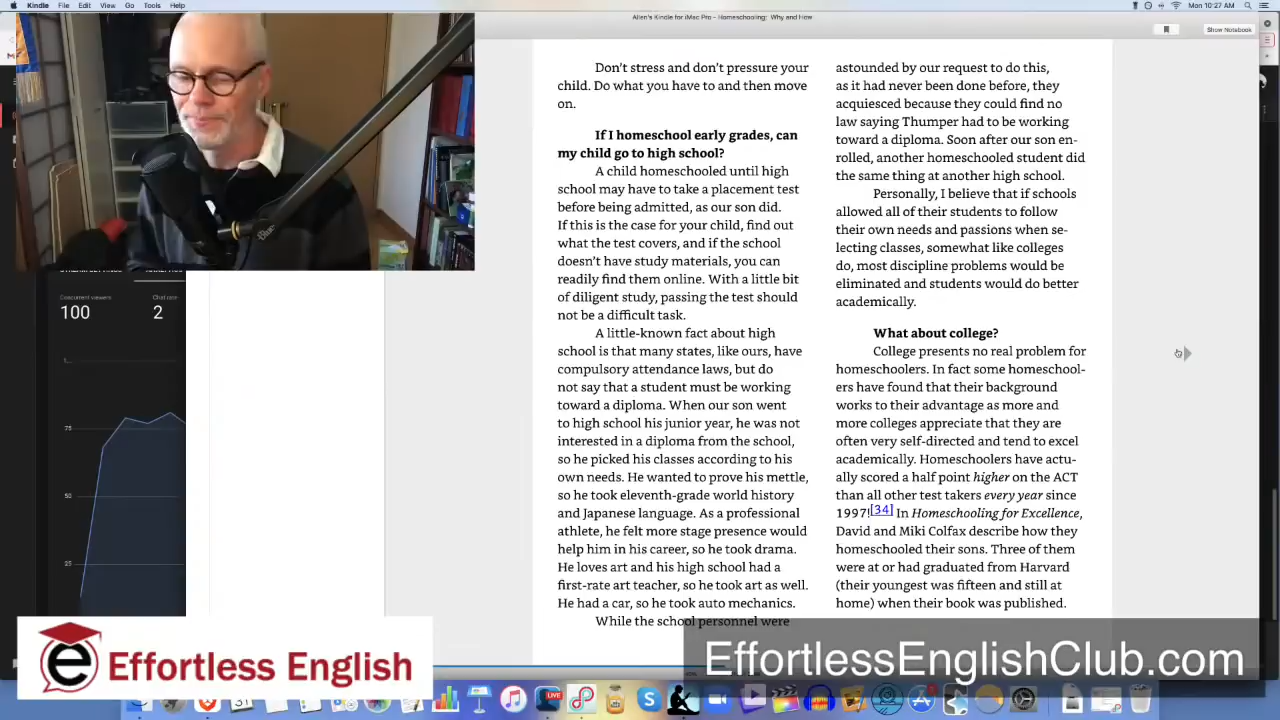 Kindle File Edit View Go Tools Help
Mon 10:27 AM
Allen's Kindle for iMac Pro - Homeschooling: Why and How
Show Notebook
Don't stress and don't pressure your
child. Do what you have to and then move
on.
If I homeschool early grades, can
my child go to high school?
A child homeschooled until high
school may have to take a placement test
before being admitted, as our son did.
If this is the case for your child, find out
what the test covers, and if the school
doesn't have study materials, you can
readily find them online. With a little bit
of diligent study, passing the test should
not be a difficult task.
A little-known fact about high
school is that many states, like ours, have
compulsory attendance laws, but do
not say that a student must be working
toward a diploma. When our son went
to high school his junior year, he was not
interested in a diploma from the school,
so he picked his classes according to his
own needs. He wanted to prove his mettle,
so he took eleventh-grade world history
and Japanese language. As a professional
athlete, he felt more stage presence would
help him in his career, so he took drama.
He loves art and his high school had a
first-rate art teacher, so he took art as well.
He had a car, so he took auto mechanics.
While the school personnel were
astounded by our request to do this,
as it had never been done before, they
acquiesced because they could find no
law saying Thumper had to be working
toward a diploma. Soon after our son en-
rolled, another homeschooled student did
the same thing at another high school.
Personally, I believe that if schools
allowed all of their students to follow
their own needs and passions when se-
lecting classes, somewhat like colleges
do, most discipline problems would be
eliminated and students would do better
academically.
What about college?
College presents no real problem for
homeschoolers. In fact some homeschool-
ers have found that their background
works to their advantage as more and
more colleges appreciate that they are
often very self-directed and tend to excel
academically. Homeschoolers have actu-
ally scored a half point higher on the ACT
than all other test takers every year since
1997![34] In Homeschooling for Excellence,
David and Miki Colfax describe how they
homeschooled their sons. Three of them
were at or had graduated from Harvard
(their youngest was fifteen and still at
home) when their book was published.
Concurrent viewers
100
Chat rate
2
1...
75
50
25
e Effortless English
EffortlessEnglishClub.com
LIVE